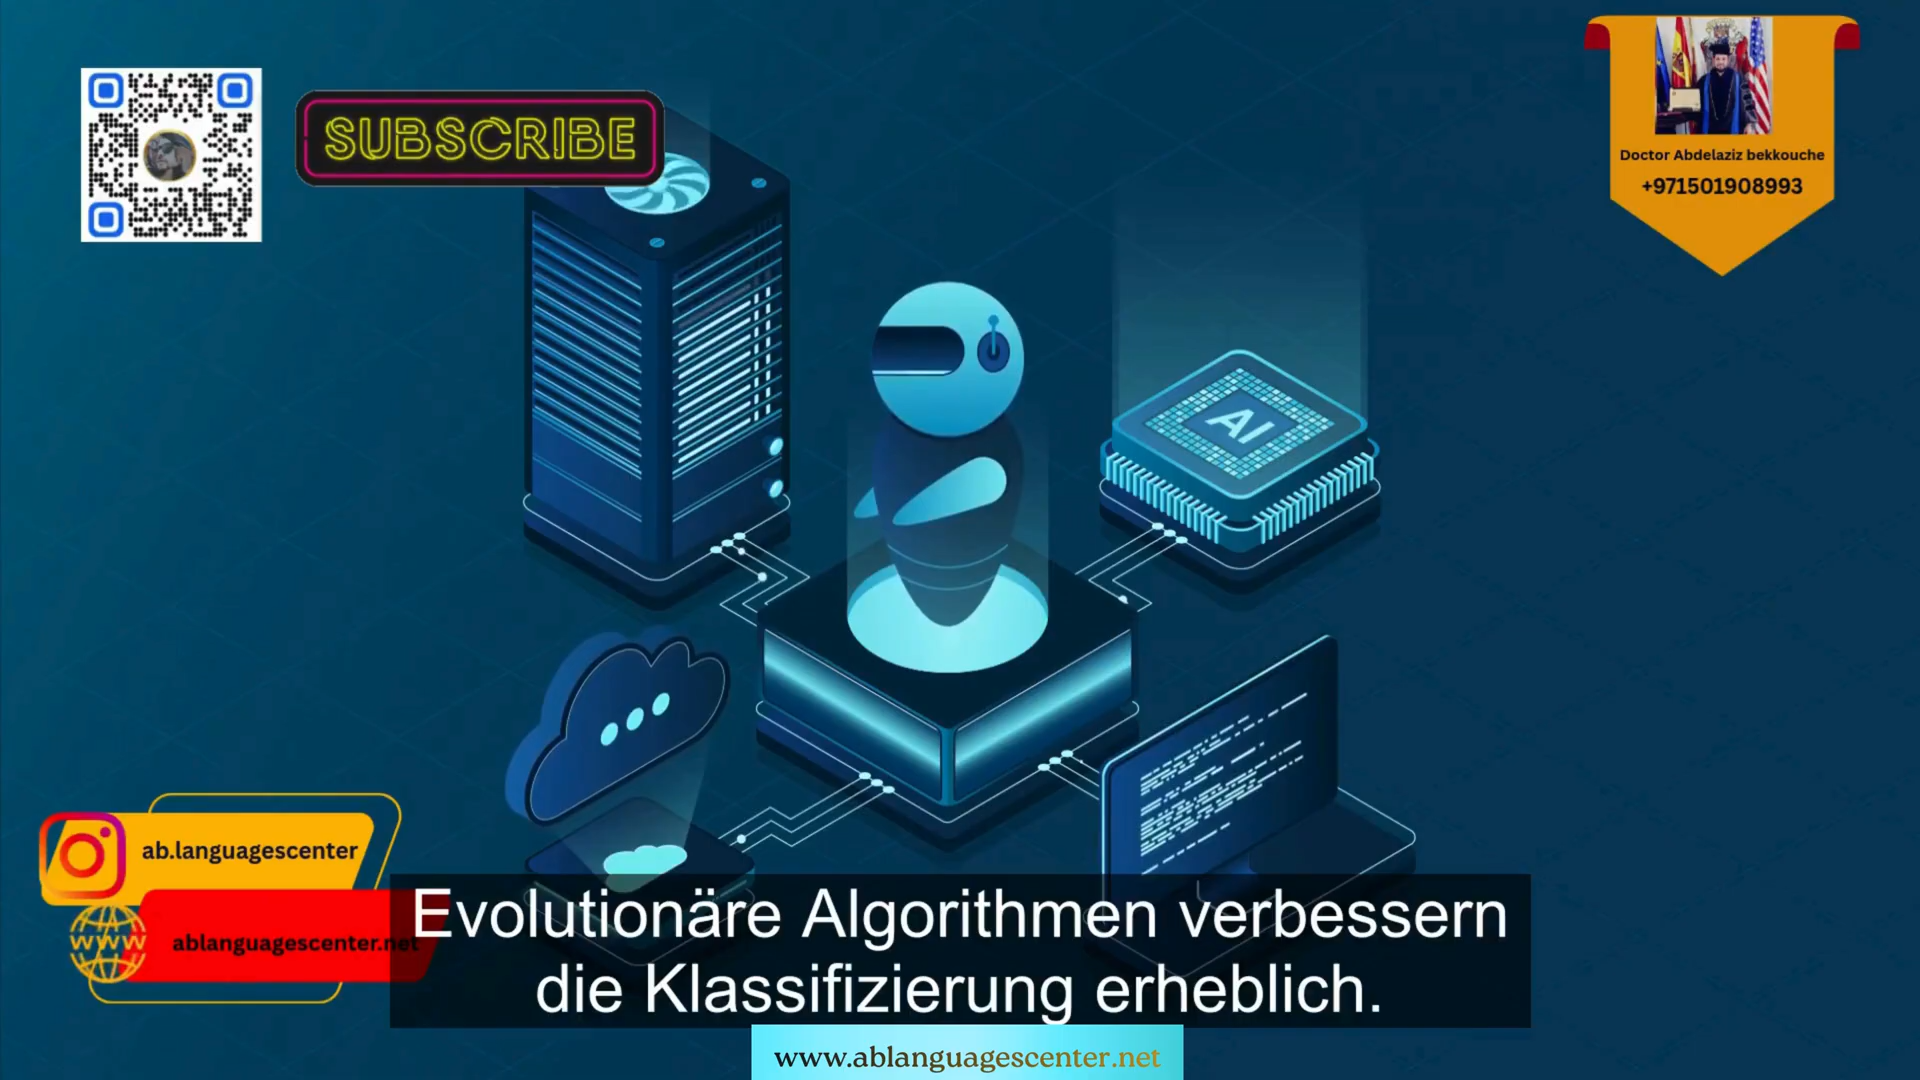 SUBSCRIBE
Doctor Abdelaziz bekkouche
+971501908993
AI
ab.languagescenter
www
ablanguagescenter.net
Evolutionäre Algorithmen verbessern
die Klassifizierung erheblich.
www.ablanguagescenter.net